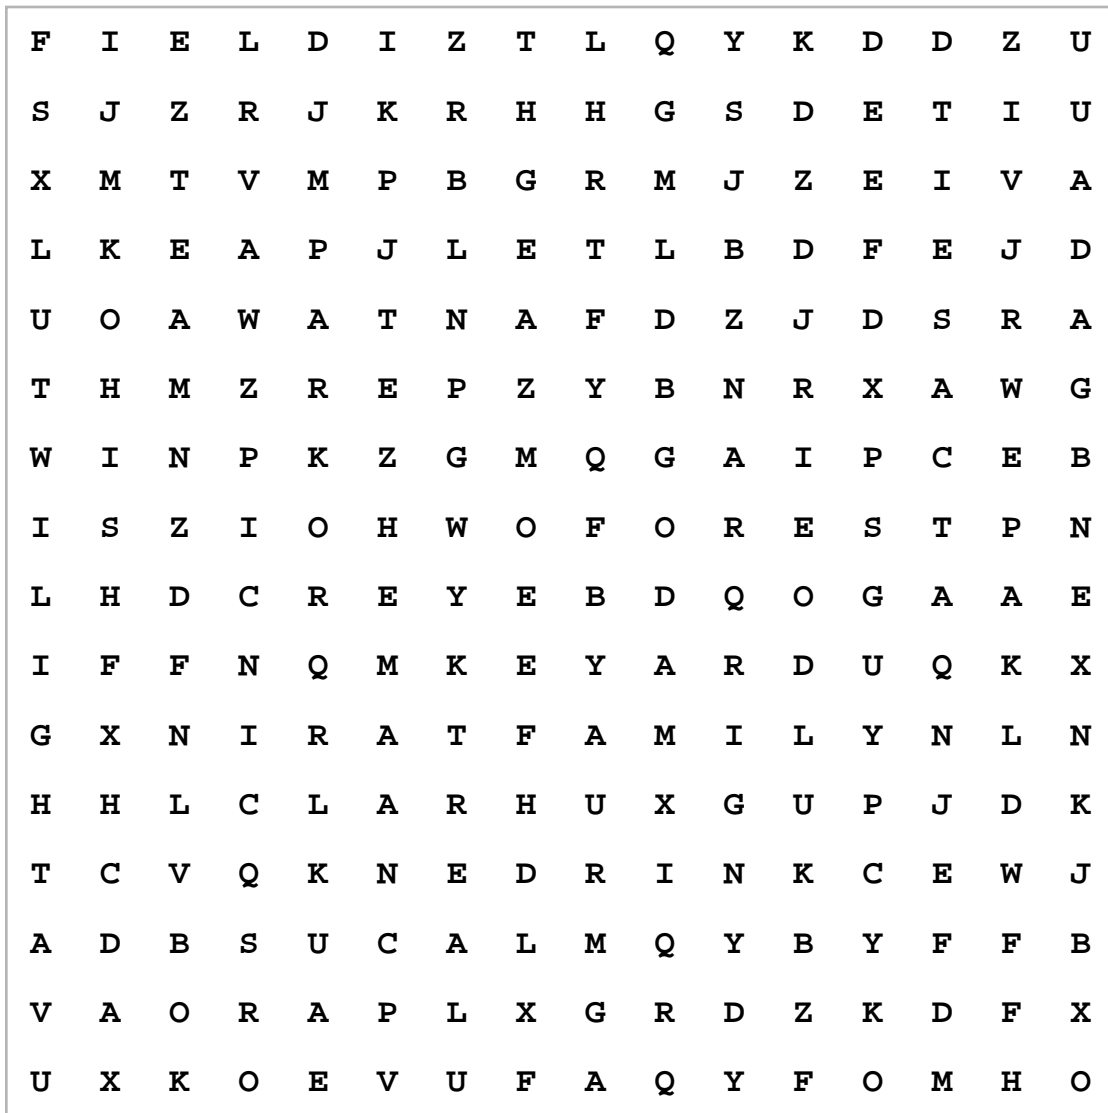 F I E L D I Z T L Q Y K D D Z U
S J Z R J K R H H G S D E T I U
X M T V M P B G R M J Z E I V A
L K E A P J L E T L B D F E J D
U O A W A T N A F D Z J D S R A
T H M Z R E P Z Y B N R X A W G
W I N P K Z G M Q G A I P C E B
I S Z I O H W O F O R E S T P N
L H D C R E Y E B D Q O G A A E
I F F N Q M K E Y A R D U Q K X
G X N I R A T F A M I L Y N L N
H H L C L A R H U X G U P J D K
T C V Q K N E D R I N K C E W J
A D B S U C A L M Q Y B Y F F B
V A O R A P L X G R D Z K D F X
U X K O E V U F A Q Y F O M H O